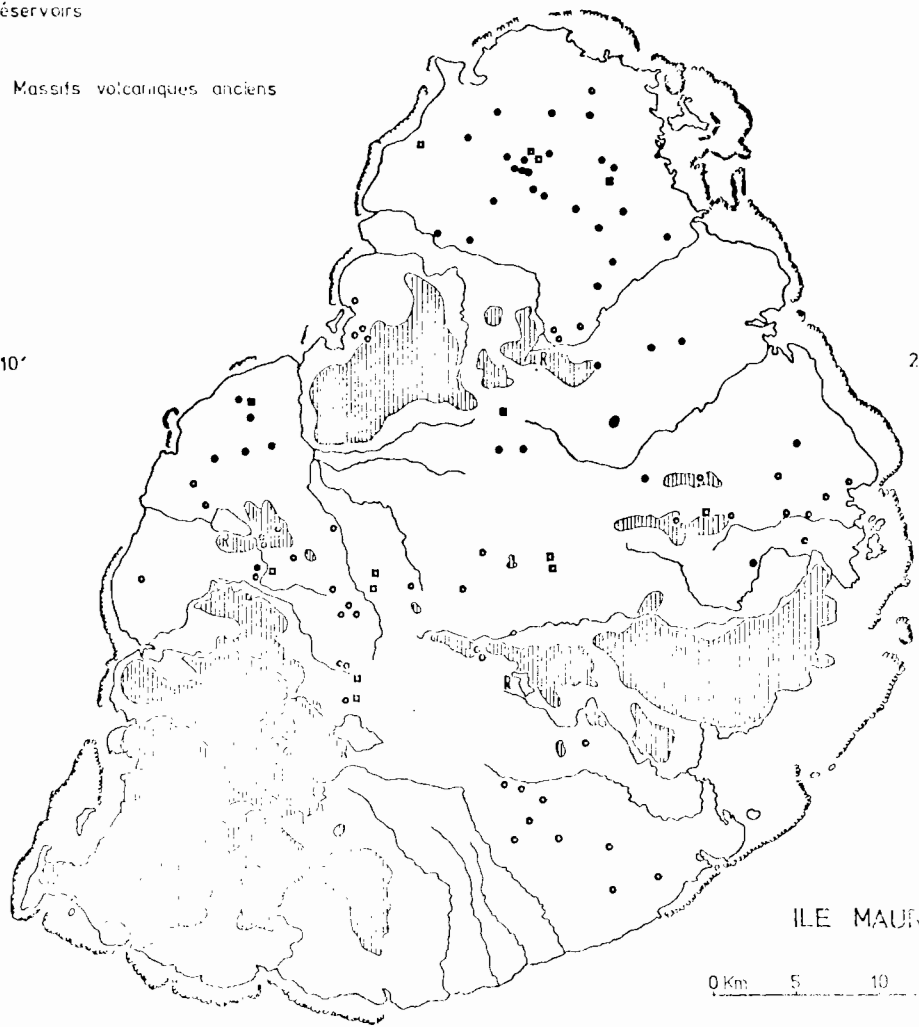 éservoirs
Massifs volcaniques anciens
10'
2
R
R
R
R
ILE MAUR
0 Km 5 10